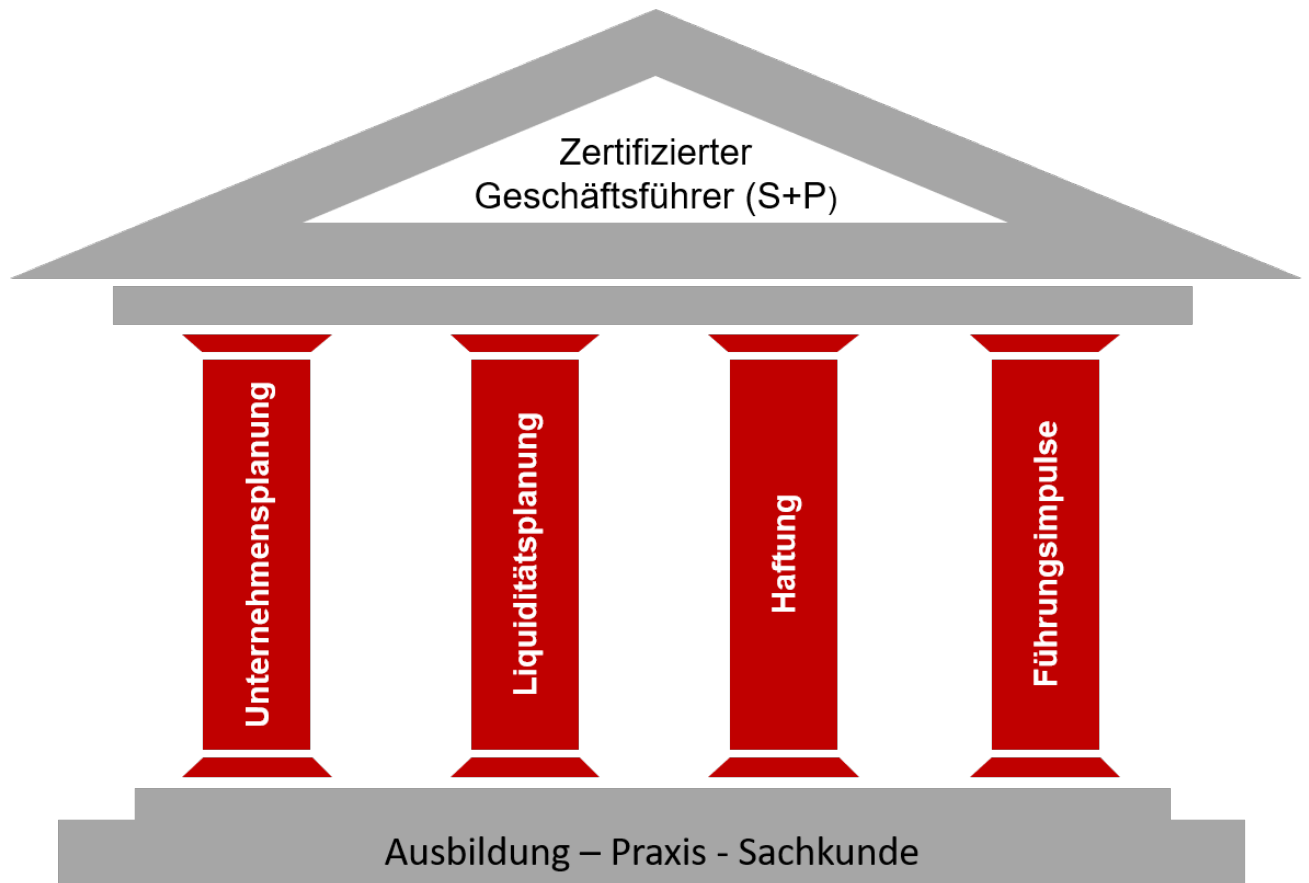 Zertifizierter
Geschäftsführer (S+P)
Unternehmensplanung
Liquiditätsplanung
Haftung
Führungsimpulse
Ausbildung – Praxis - Sachkunde